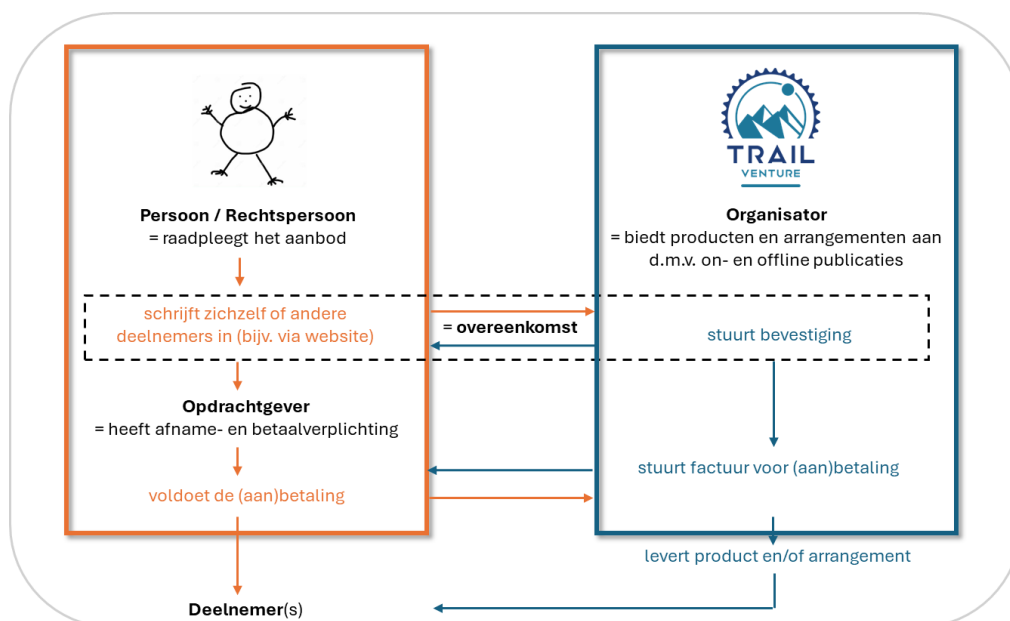 TRAIL
VENTURE
Persoon / Rechtspersoon
= raadpleegt het aanbod
Organisator
= biedt producten en arrangementen aan
d.m.v. on- en offline publicaties
schrijft zichzelf of andere
deelnemers in (bijv. via website)
= overeenkomst
stuurt bevestiging
Opdrachtgever
= heeft afname- en betaalverplichting
stuurt factuur voor (aan)betaling
voldoet de (aan)betaling
levert product en/of arrangement
Deelnemer(s)